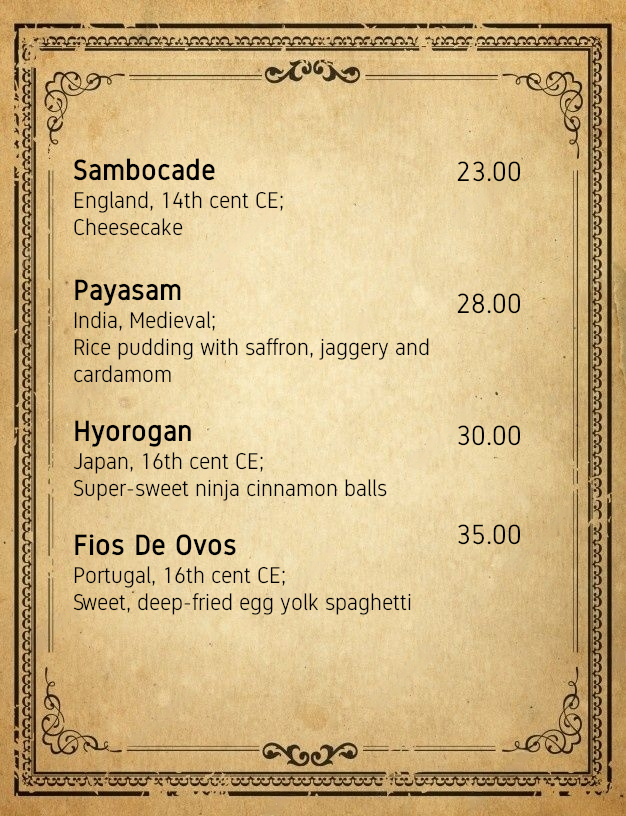 Sambocade 23.00
England, 14th cent CE;
Cheesecake
Payasam 28.00
India, Medieval;
Rice pudding with saffron, jaggery and
cardamom
Hyorogan 30.00
Japan, 16th cent CE;
Super-sweet ninja cinnamon balls
Fios De Ovos 35.00
Portugal, 16th cent CE;
Sweet, deep-fried egg yolk spaghetti